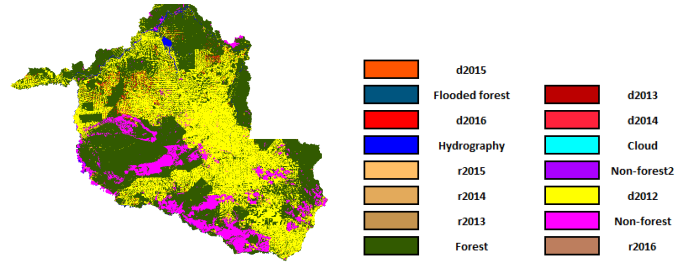 d2015
Flooded forest
d2013
d2016
d2014
Hydrography
Cloud
r2015
Non-forest2
r2014
d2012
r2013
Non-forest
Forest
r2016